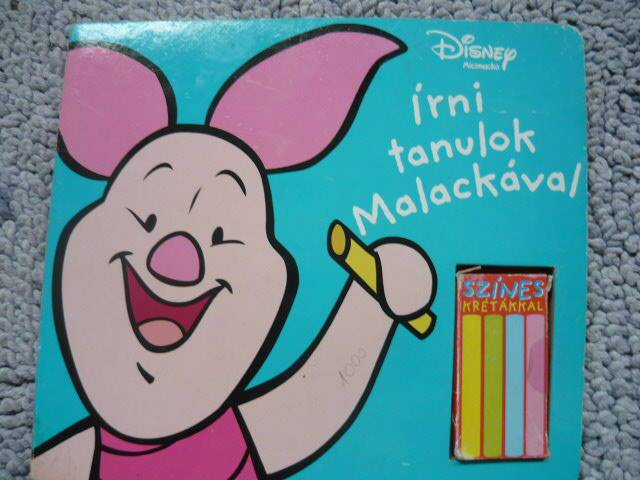 Disney
Micimackó
írni
tanulok
Malackával
SZÍNES
KRÉTÁKKAL
1000